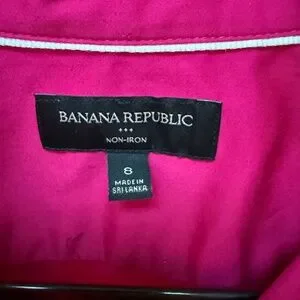 BANANA REPUBLIC
NON-IRON
8
MADE IN
SRI LANKA